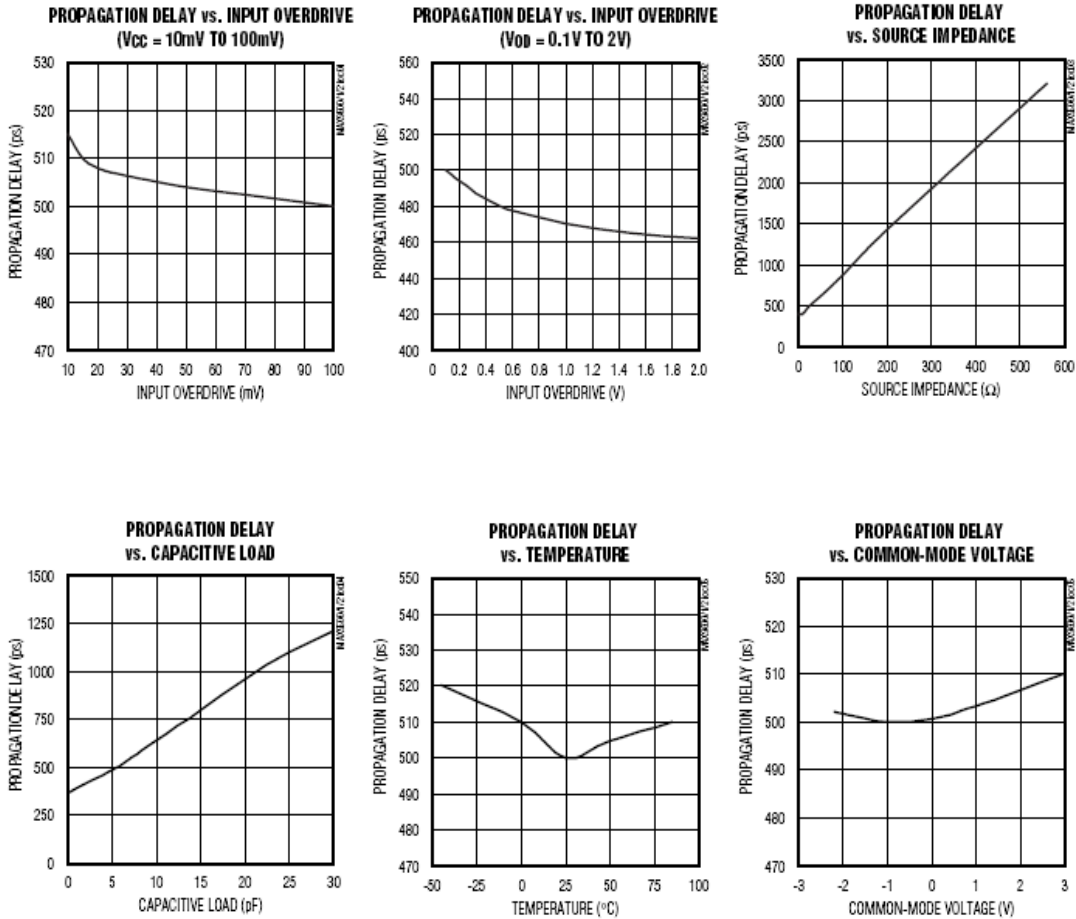 PROPAGATION DELAY vs. INPUT OVERDRIVE
(VCC = 10mV TO 100mV)
530
520
510
500
490
480
470
PROPAGATION DELAY (ps)
10 20 30 40 50 60 70 80 90 100
INPUT OVERDRIVE (mV)
PROPAGATION DELAY vs. INPUT OVERDRIVE
(VOD = 0.1V TO 2V)
560
540
520
500
480
460
440
420
400
PROPAGATION DELAY (ps)
0 0.2 0.4 0.6 0.8 1.0 1.2 1.4 1.6 1.8 2.0
INPUT OVERDRIVE (V)
PROPAGATION DELAY
vs. SOURCE IMPEDANCE
3500
3000
2500
2000
1500
1000
500
0
PROPAGATION DELAY (ps)
0 100 200 300 400 500 600
SOURCE IMPEDANCE (Ω)
PROPAGATION DELAY
vs. CAPACITIVE LOAD
1500
1250
1000
750
500
250
0
PROPAGATION DELAY (ps)
0 5 10 15 20 25 30
CAPACITIVE LOAD (pF)
PROPAGATION DELAY
vs. TEMPERATURE
550
540
530
520
510
500
490
480
470
PROPAGATION DELAY (ps)
-50 -25 0 25 50 75 100
TEMPERATURE (°C)
PROPAGATION DELAY
vs. COMMON-MODE VOLTAGE
530
520
510
500
490
480
470
PROPAGATION DELAY (ps)
-3 -2 -1 0 1 2 3
COMMON-MODE VOLTAGE (V)